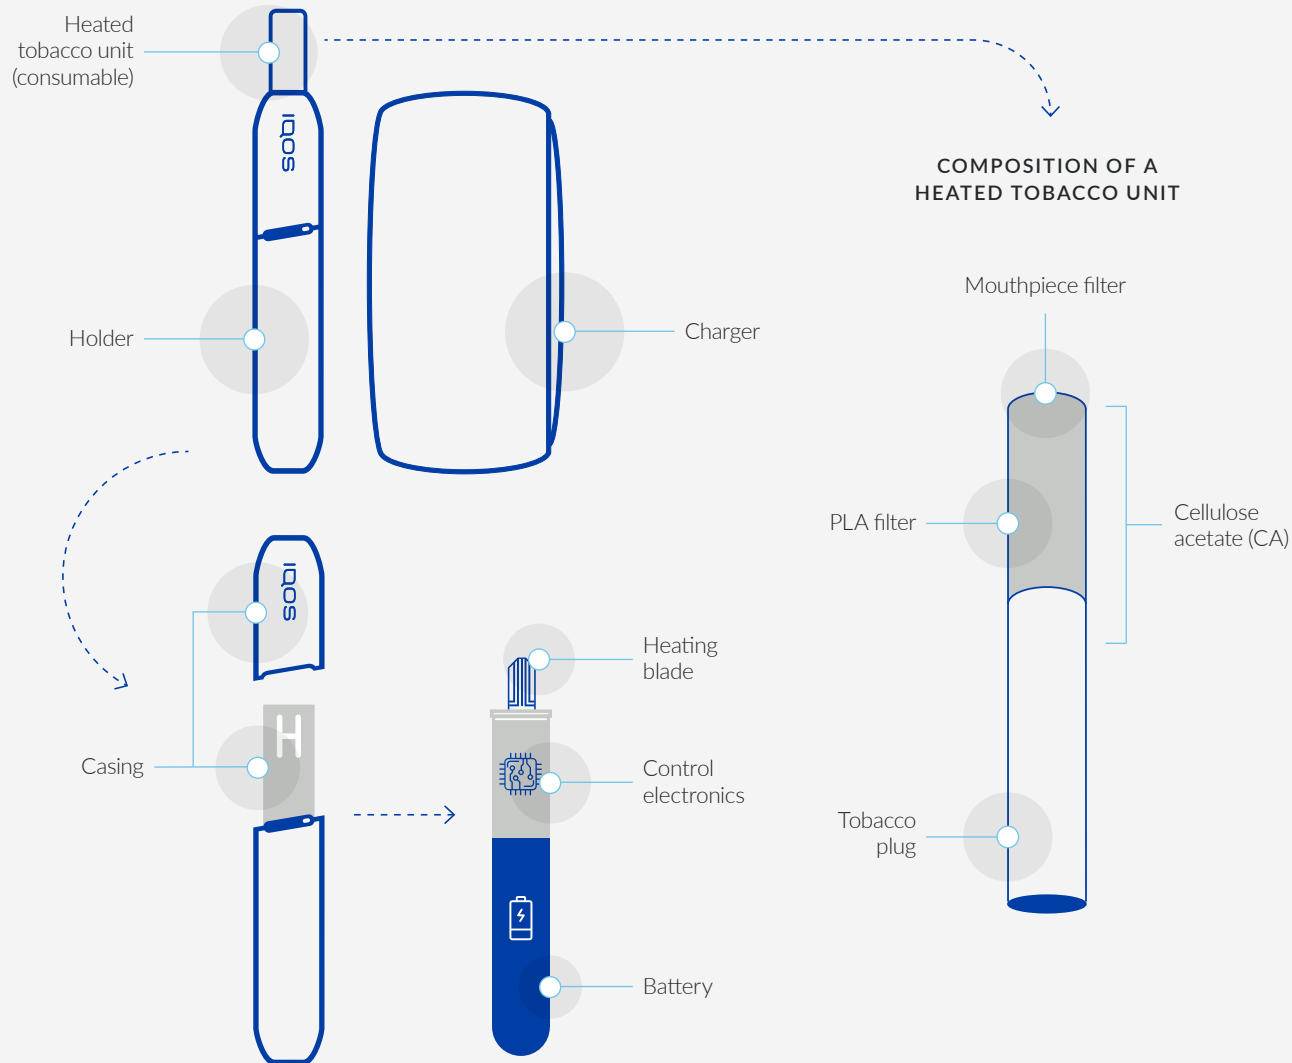 Heated
tobacco unit
(consumable)
IQOS
Holder
Charger
COMPOSITION OF A
HEATED TOBACCO UNIT
Mouthpiece filter
PLA filter
Cellulose
acetate (CA)
Tobacco
plug
IQOS
H
Casing
Heating
blade
Control
electronics
Battery